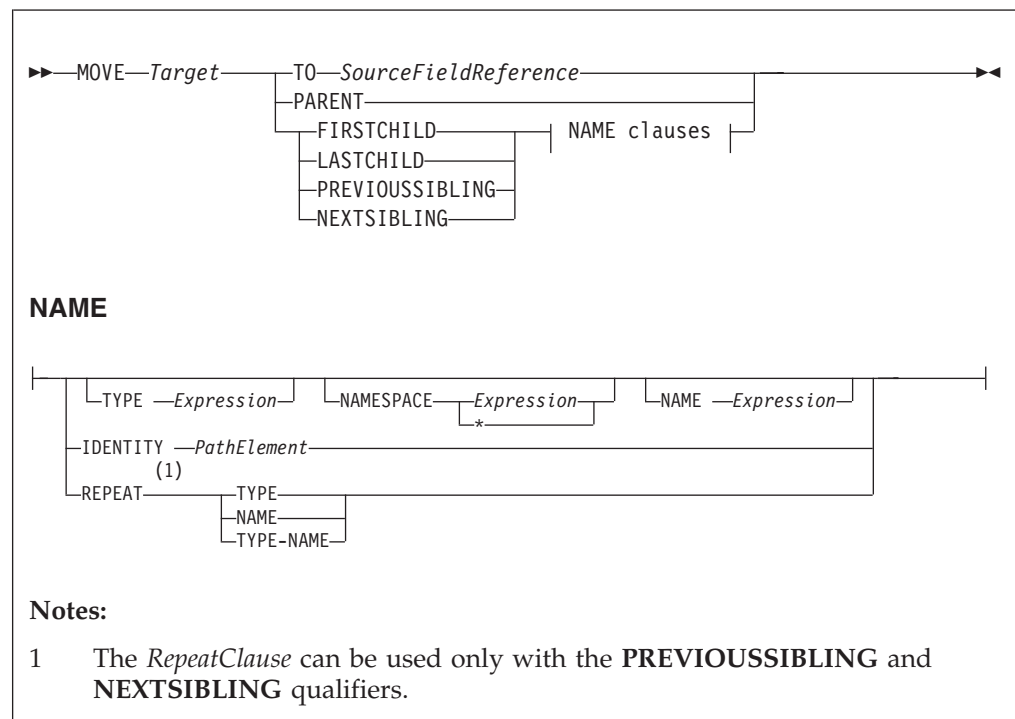 MOVE Target TO SourceFieldReference
PARENT
FIRSTCHILD NAME clauses
LASTCHILD
PREVIOUSSIBLING
NEXTSIBLING
NAME
TYPE Expression NAMESPACE Expression NAME Expression
*
IDENTITY PathElement
(1)
REPEAT TYPE
NAME
TYPE-NAME
Notes:
1 The RepeatClause can be used only with the PREVIOUSSIBLING and
NEXTSIBLING qualifiers.